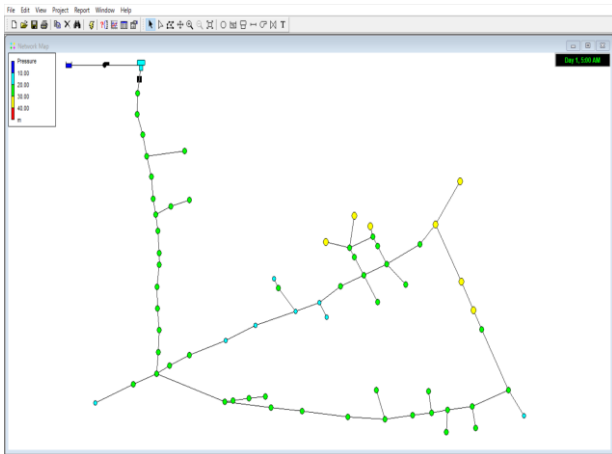 File Edit View Project Report Window Help
T
Network Map
Pressure
10.00
20.00
30.00
40.00
m
Day 1, 5:00 AM